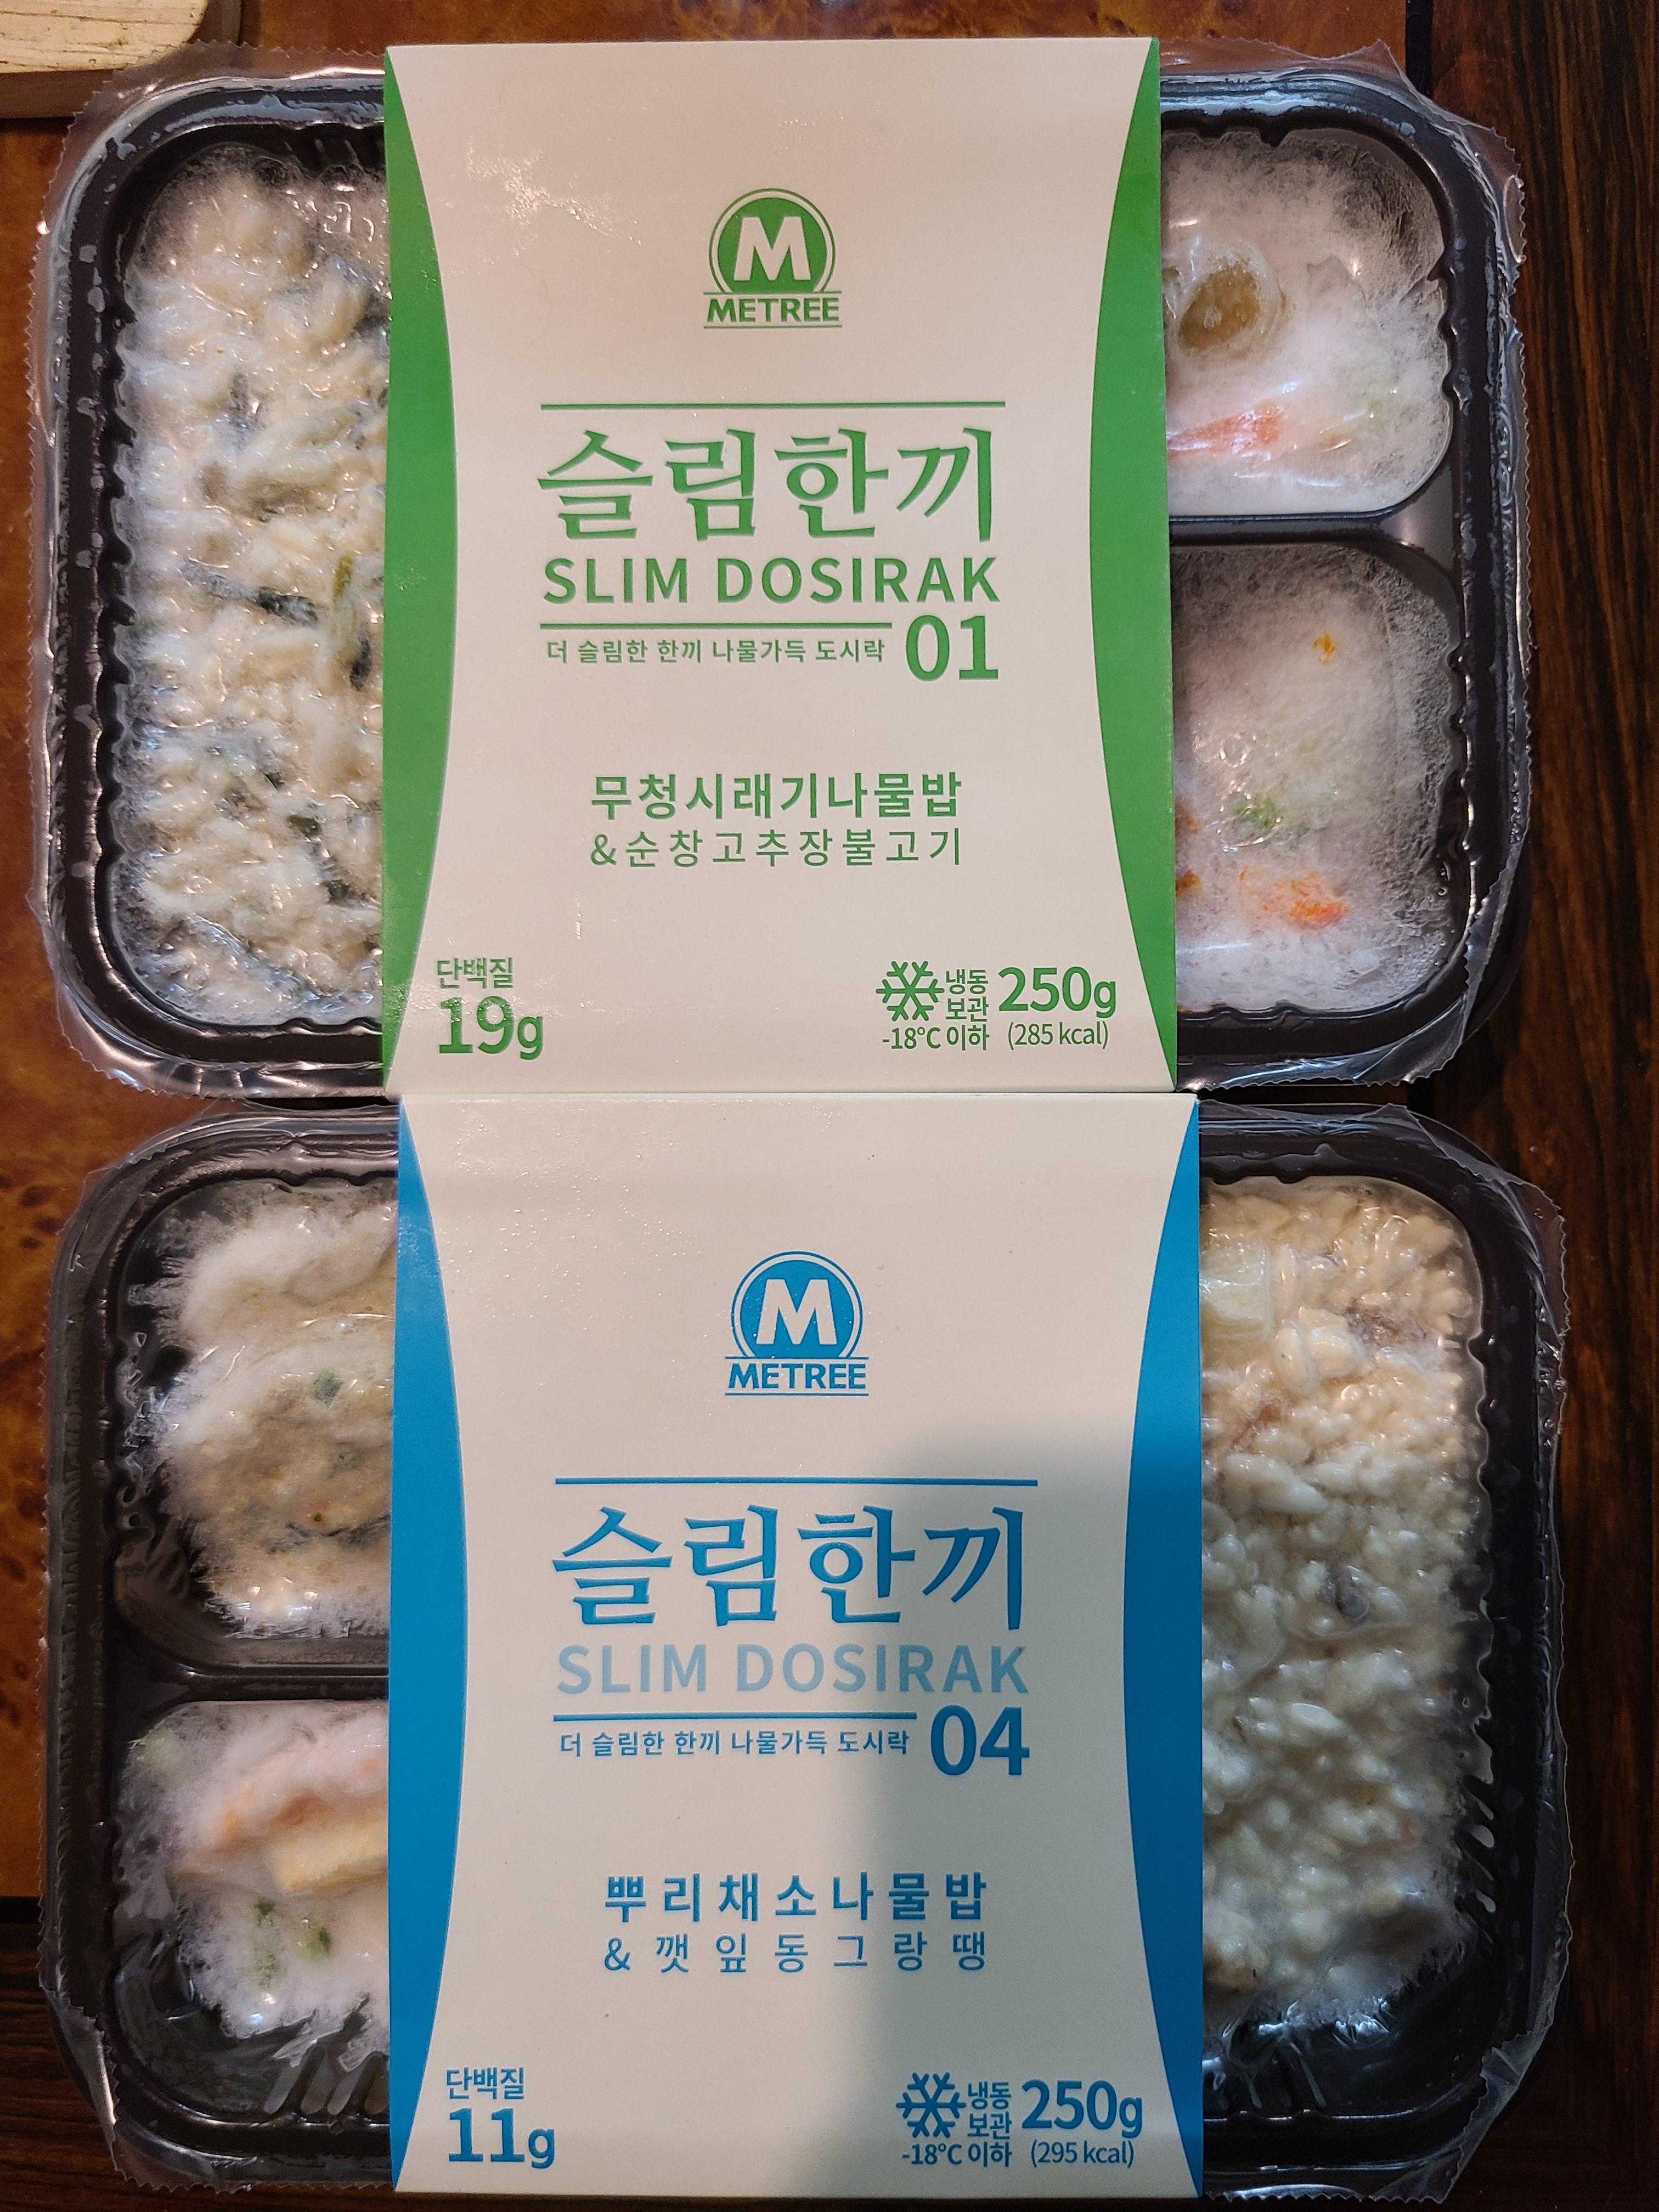 M
METREE
슬림한끼
SLIM DOSIRAK
더 슬림한 한끼 나물가득 도시락 01
무청시래기나물밥
&순창고추장불고기
단백질
19g
냉동
보관
-18°C 이하
250g
(285 kcal)
M
METREE
슬림한끼
SLIM DOSIRAK
더 슬림한 한끼 나물가득 도시락 04
뿌리채소나물밥
& 깻잎동그랑땡
단백질
11g
냉동
보관
-18°C 이하
250g
(295 kcal)